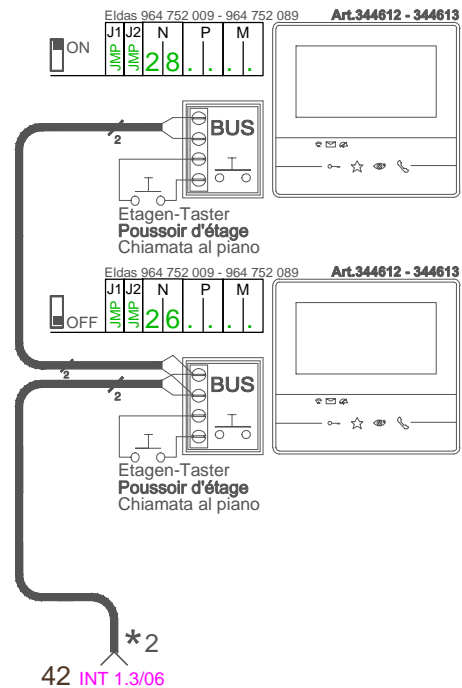 Eldas 964 752 009 - 964 752 089
Art.344612 - 344613
ON
J1 J2 N P M
JMP JMP 2 8 . . . .
2
BUS
Etagen-Taster
Poussoir d'étage
Chiamata al piano
Eldas 964 752 009 - 964 752 089
Art.344612 - 344613
OFF
J1 J2 N P M
JMP JMP 2 6 . . . .
2
2
BUS
Etagen-Taster
Poussoir d'étage
Chiamata al piano
*2
42 INT 1.3/06